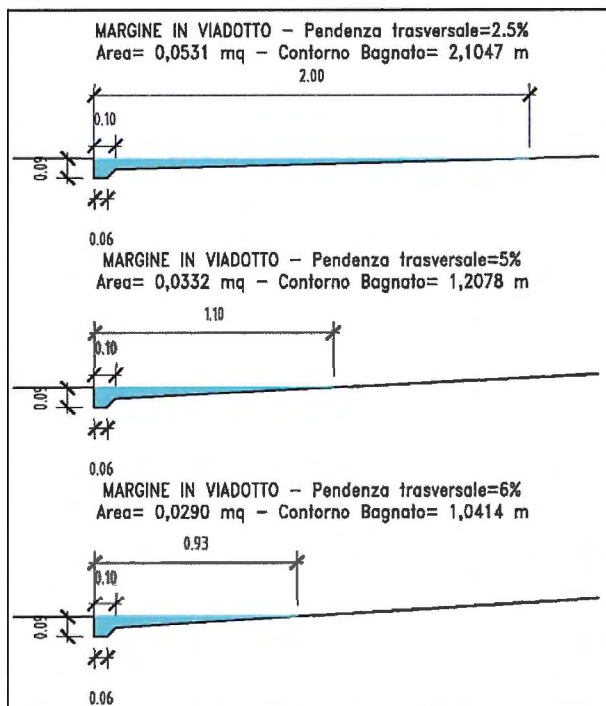 MARGINE IN VIADOTTO – Pendenza trasversale=2.5%
Area= 0,0531 mq – Contorno Bagnato= 2,1047 m
2.00
0.10
0.09
0.06
MARGINE IN VIADOTTO – Pendenza trasversale=5%
Area= 0,0332 mq – Contorno Bagnato= 1,2078 m
1.10
0.10
0.09
0.06
MARGINE IN VIADOTTO – Pendenza trasversale=6%
Area= 0,0290 mq – Contorno Bagnato= 1,0414 m
0.93
0.10
0.09
0.06